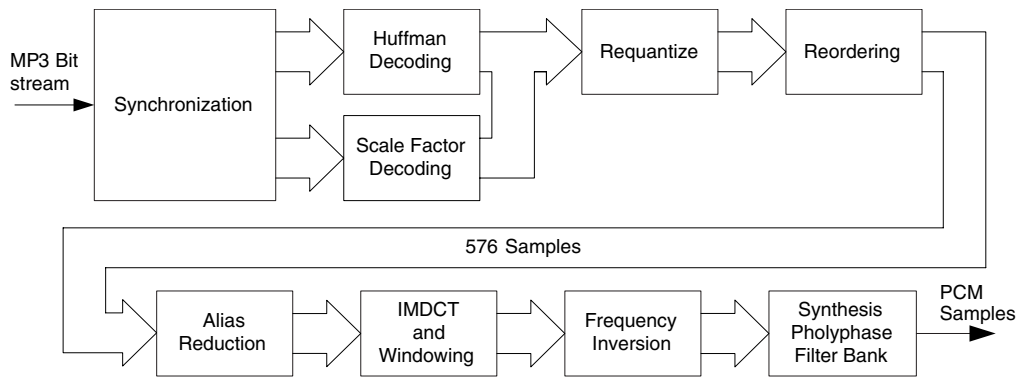 MP3 Bit
stream
Synchronization
Huffman
Decoding
Scale Factor
Decoding
Requantize
Reordering
576 Samples
Alias
Reduction
IMDCT
and
Windowing
Frequency
Inversion
Synthesis
Pholyphase
Filter Bank
PCM
Samples